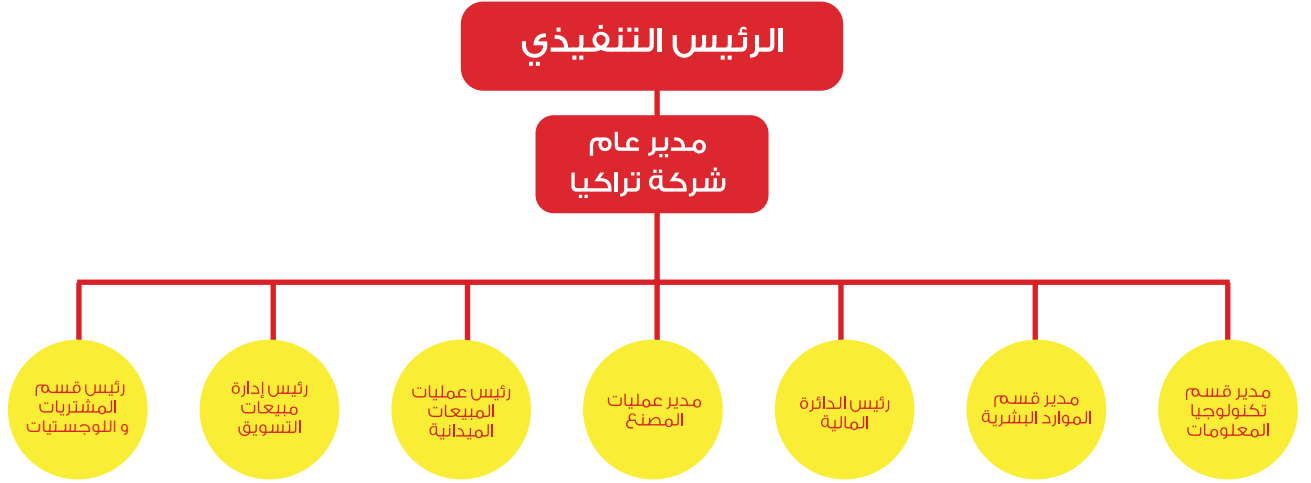 الرئيس التنفيذي
مدير عام
شركة تراكيا
مدير قسم
تكنولوجيا
المعلومات
مدير قسم
الموارد البشرية
رئيس الدائرة
المالية
مدير عمليات
المصنع
رئيس عمليات
المبيعات
الميدانية
رئيس إدارة
مبيعات
التسويق
رئيس قسم
المشتريات
و اللوجستيات